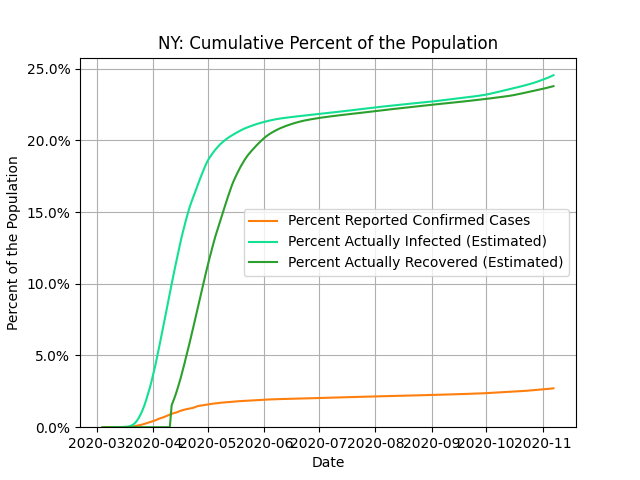 NY: Cumulative Percent of the Population
25.0%
20.0%
15.0%
10.0%
5.0%
0.0%
Percent of the Population
Percent Reported Confirmed Cases
Percent Actually Infected (Estimated)
Percent Actually Recovered (Estimated)
2020-03 2020-04 2020-05 2020-06 2020-07 2020-08 2020-09 2020-10 2020-11
Date